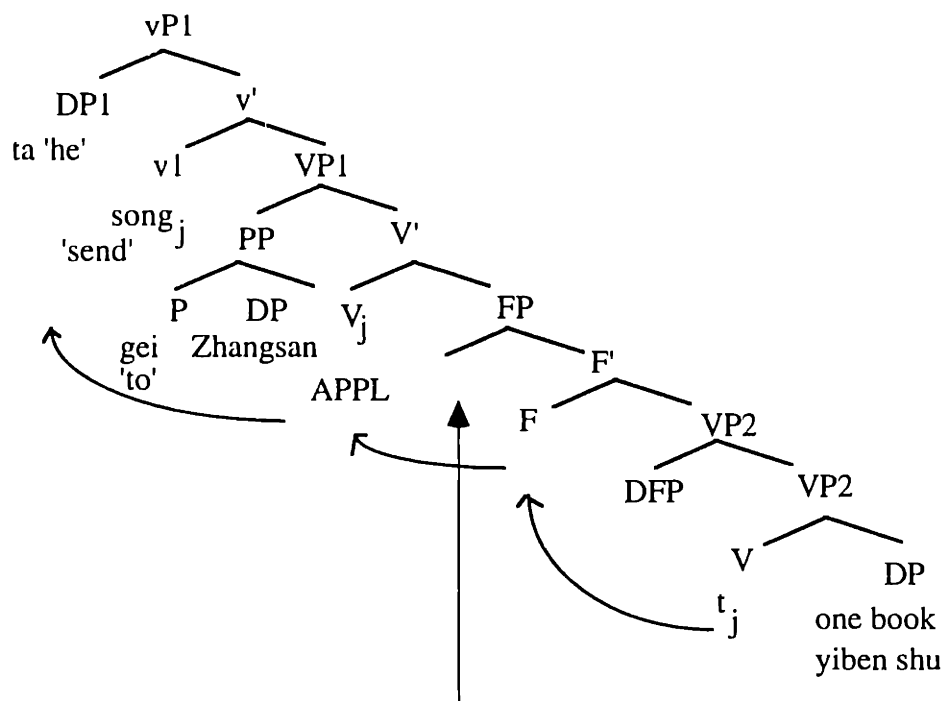 vP1
DP1 v'
ta 'he' v1 VP1
song j PP V'
'send'
P DP Vj FP
gei Zhangsan F'
'to' APPL
F VP2
DFP VP2
V DP
t j one book
yiben shu